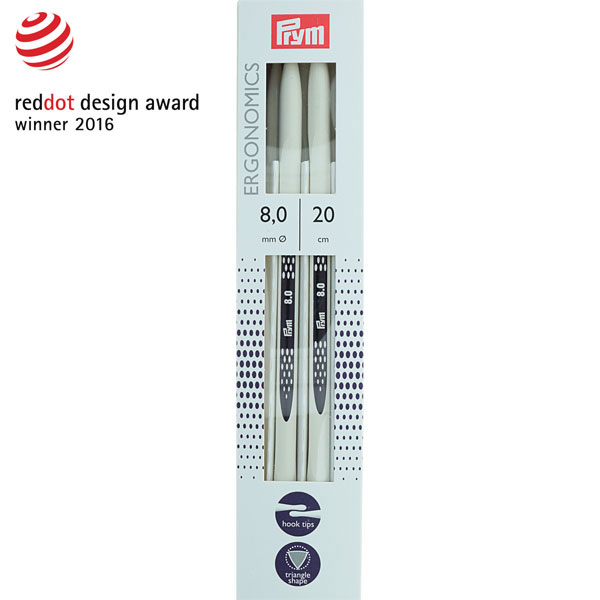 reddot design award
winner 2016
Prym
ERGONOMICS
8,0
mm Ø
20
cm
8.0
Prym
8.0
Prym
hook tips
triangle
shape